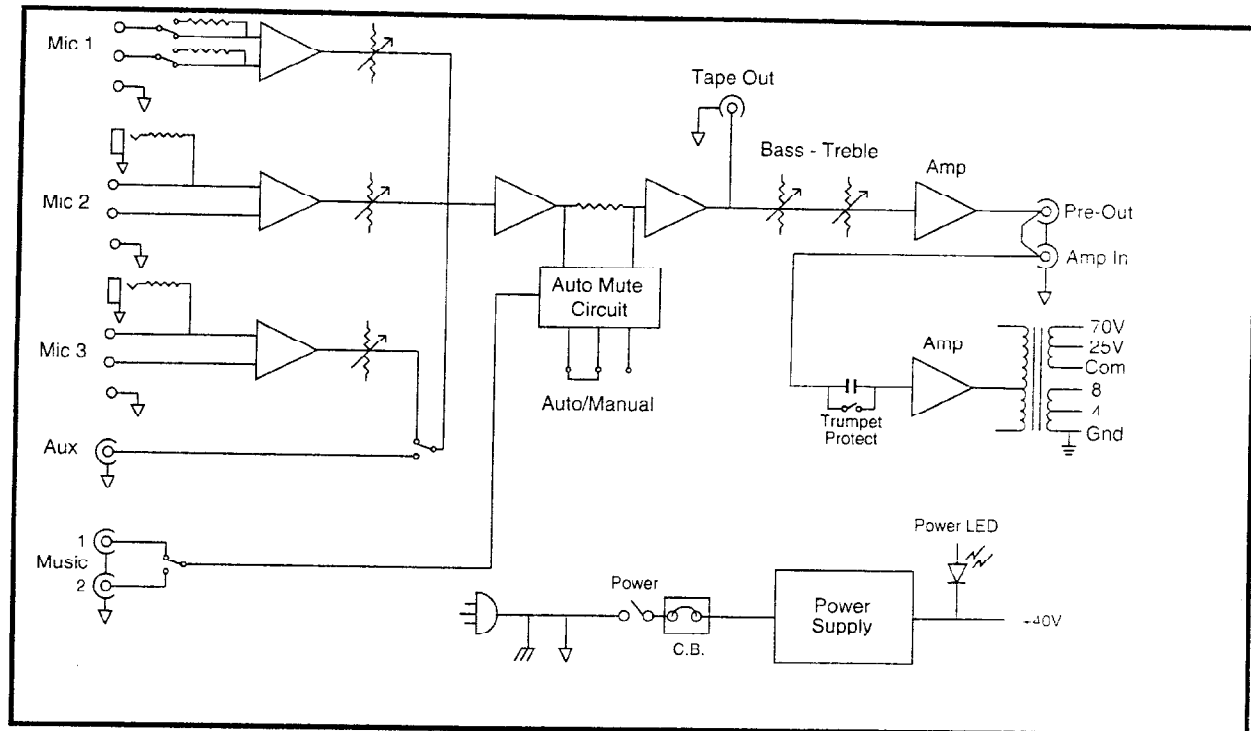 Mic 1
Tape Out
Bass - Treble
Amp
Mic 2
Pre-Out
Amp In
Auto Mute
Circuit
Mic 3
70V
25V
Com
Amp
8
4
Gnd
Auto/Manual
Trumpet
Protect
Aux
1
Music
2
Power LED
Power
Power
Supply
C.B.